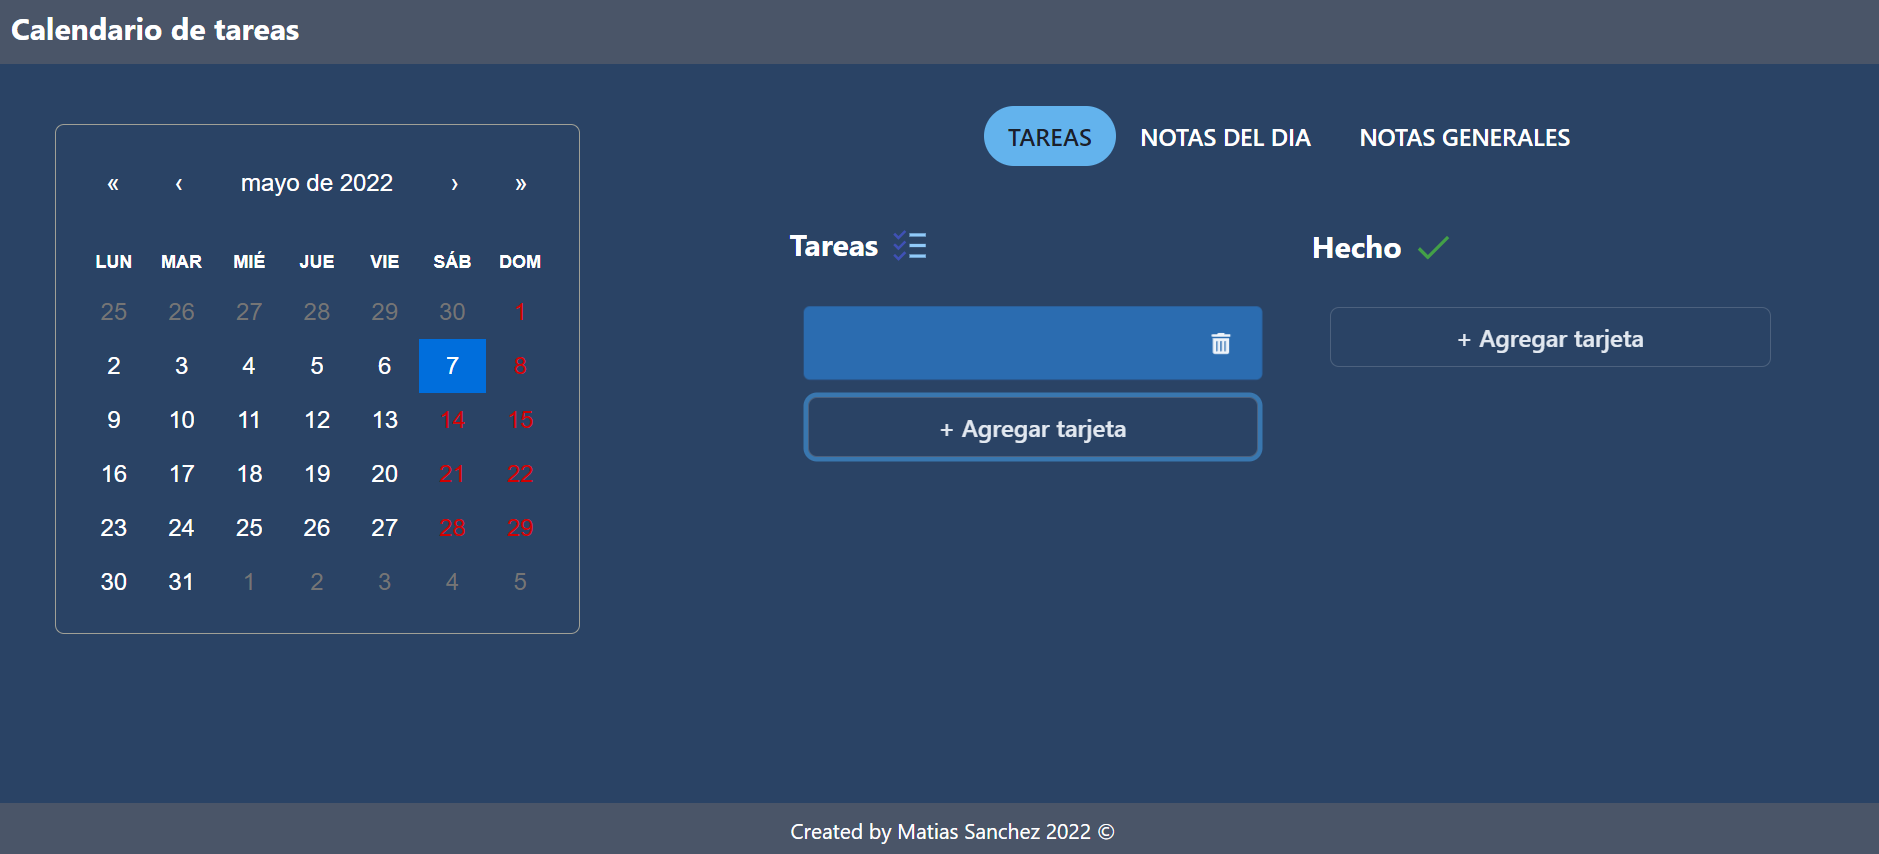 Calendario de tareas
« ‹ mayo de 2022 › »
LUN MAR MIÉ JUE VIE SÁB DOM
25 26 27 28 29 30 1
2 3 4 5 6 7 8
9 10 11 12 13 14 15
16 17 18 19 20 21 22
23 24 25 26 27 28 29
30 31 1 2 3 4 5
TAREAS NOTAS DEL DIA NOTAS GENERALES
Tareas
+ Agregar tarjeta
Hecho
+ Agregar tarjeta
Created by Matias Sanchez 2022 ©